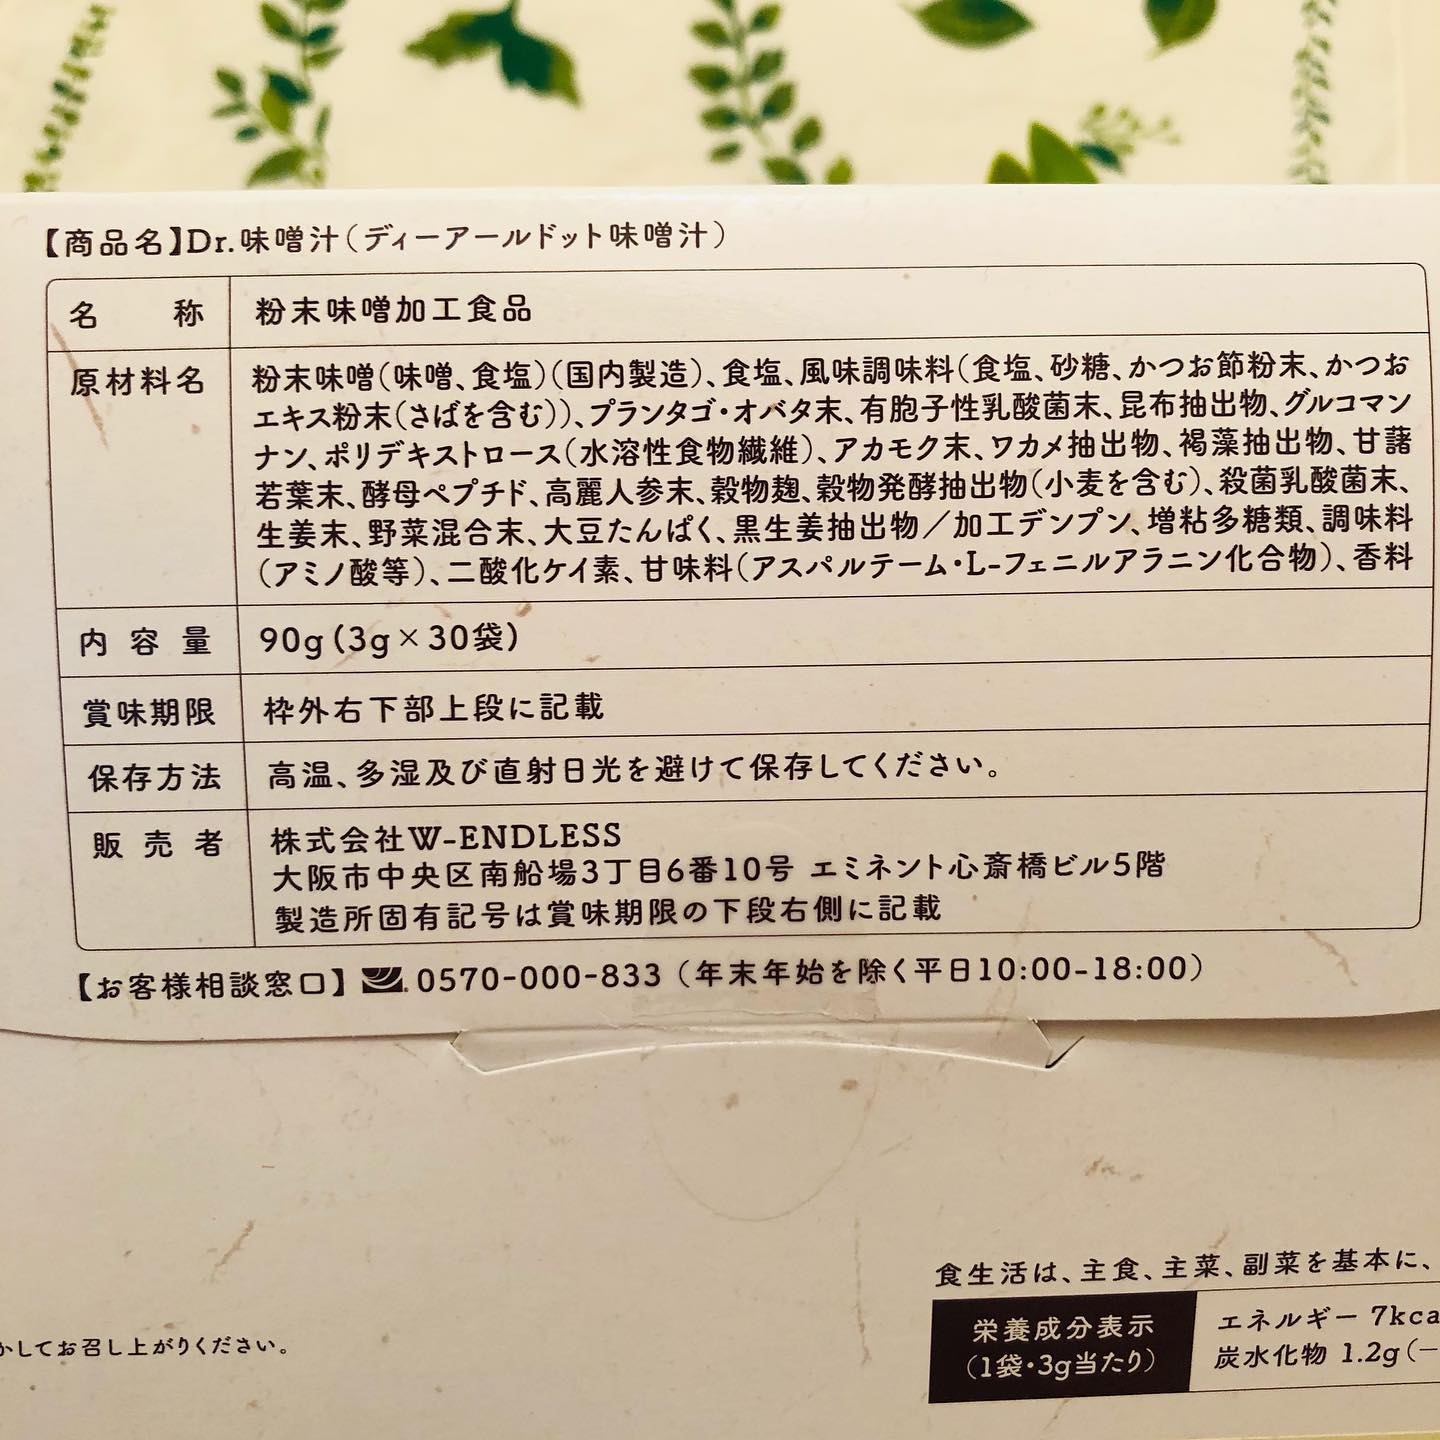 【商品名】Dr.味噌汁(ディーアールドット味噌汁)
名称 粉末味噌加工食品
原材料名 粉末味噌(味噌、食塩)(国内製造)、食塩、風味調味料(食塩、砂糖、かつお節粉末、かつお
エキス粉末(さばを含む))、プランタゴ・オバタ末、有胞子性乳酸菌末、昆布抽出物、グルコマン
ナン、ポリデキストロース(水溶性食物繊維)、アカモク末、ワカメ抽出物、褐藻抽出物、甘藷
若葉末、酵母ペプチド、高麗人参末、穀物麹、穀物発酵抽出物(小麦を含む)、殺菌乳酸菌末、
生姜末、野菜混合末、大豆たんぱく、黒生姜抽出物／加工デンプン、増粘多糖類、調味料
(アミノ酸等)、二酸化ケイ素、甘味料(アスパルテーム・L-フェニルアラニン化合物)、香料
内容量 90g(3g×30袋)
賞味期限 枠外右下部上段に記載
保存方法 高温、多湿及び直射日光を避けて保存してください。
販売者 株式会社W-ENDLESS
大阪市中央区南船場3丁目6番10号 エミネント心斎橋ビル5階
製造所固有記号は賞味期限の下段右側に記載
【お客様相談窓口】0570-000-833(年末年始を除く平日10:00-18:00)
食生活は、主食、主菜、副菜を基本に、
かしてお召し上がりください。
栄養成分表示
(1袋・3g当たり)
エネルギー 7kca
炭水化物 1.2g(